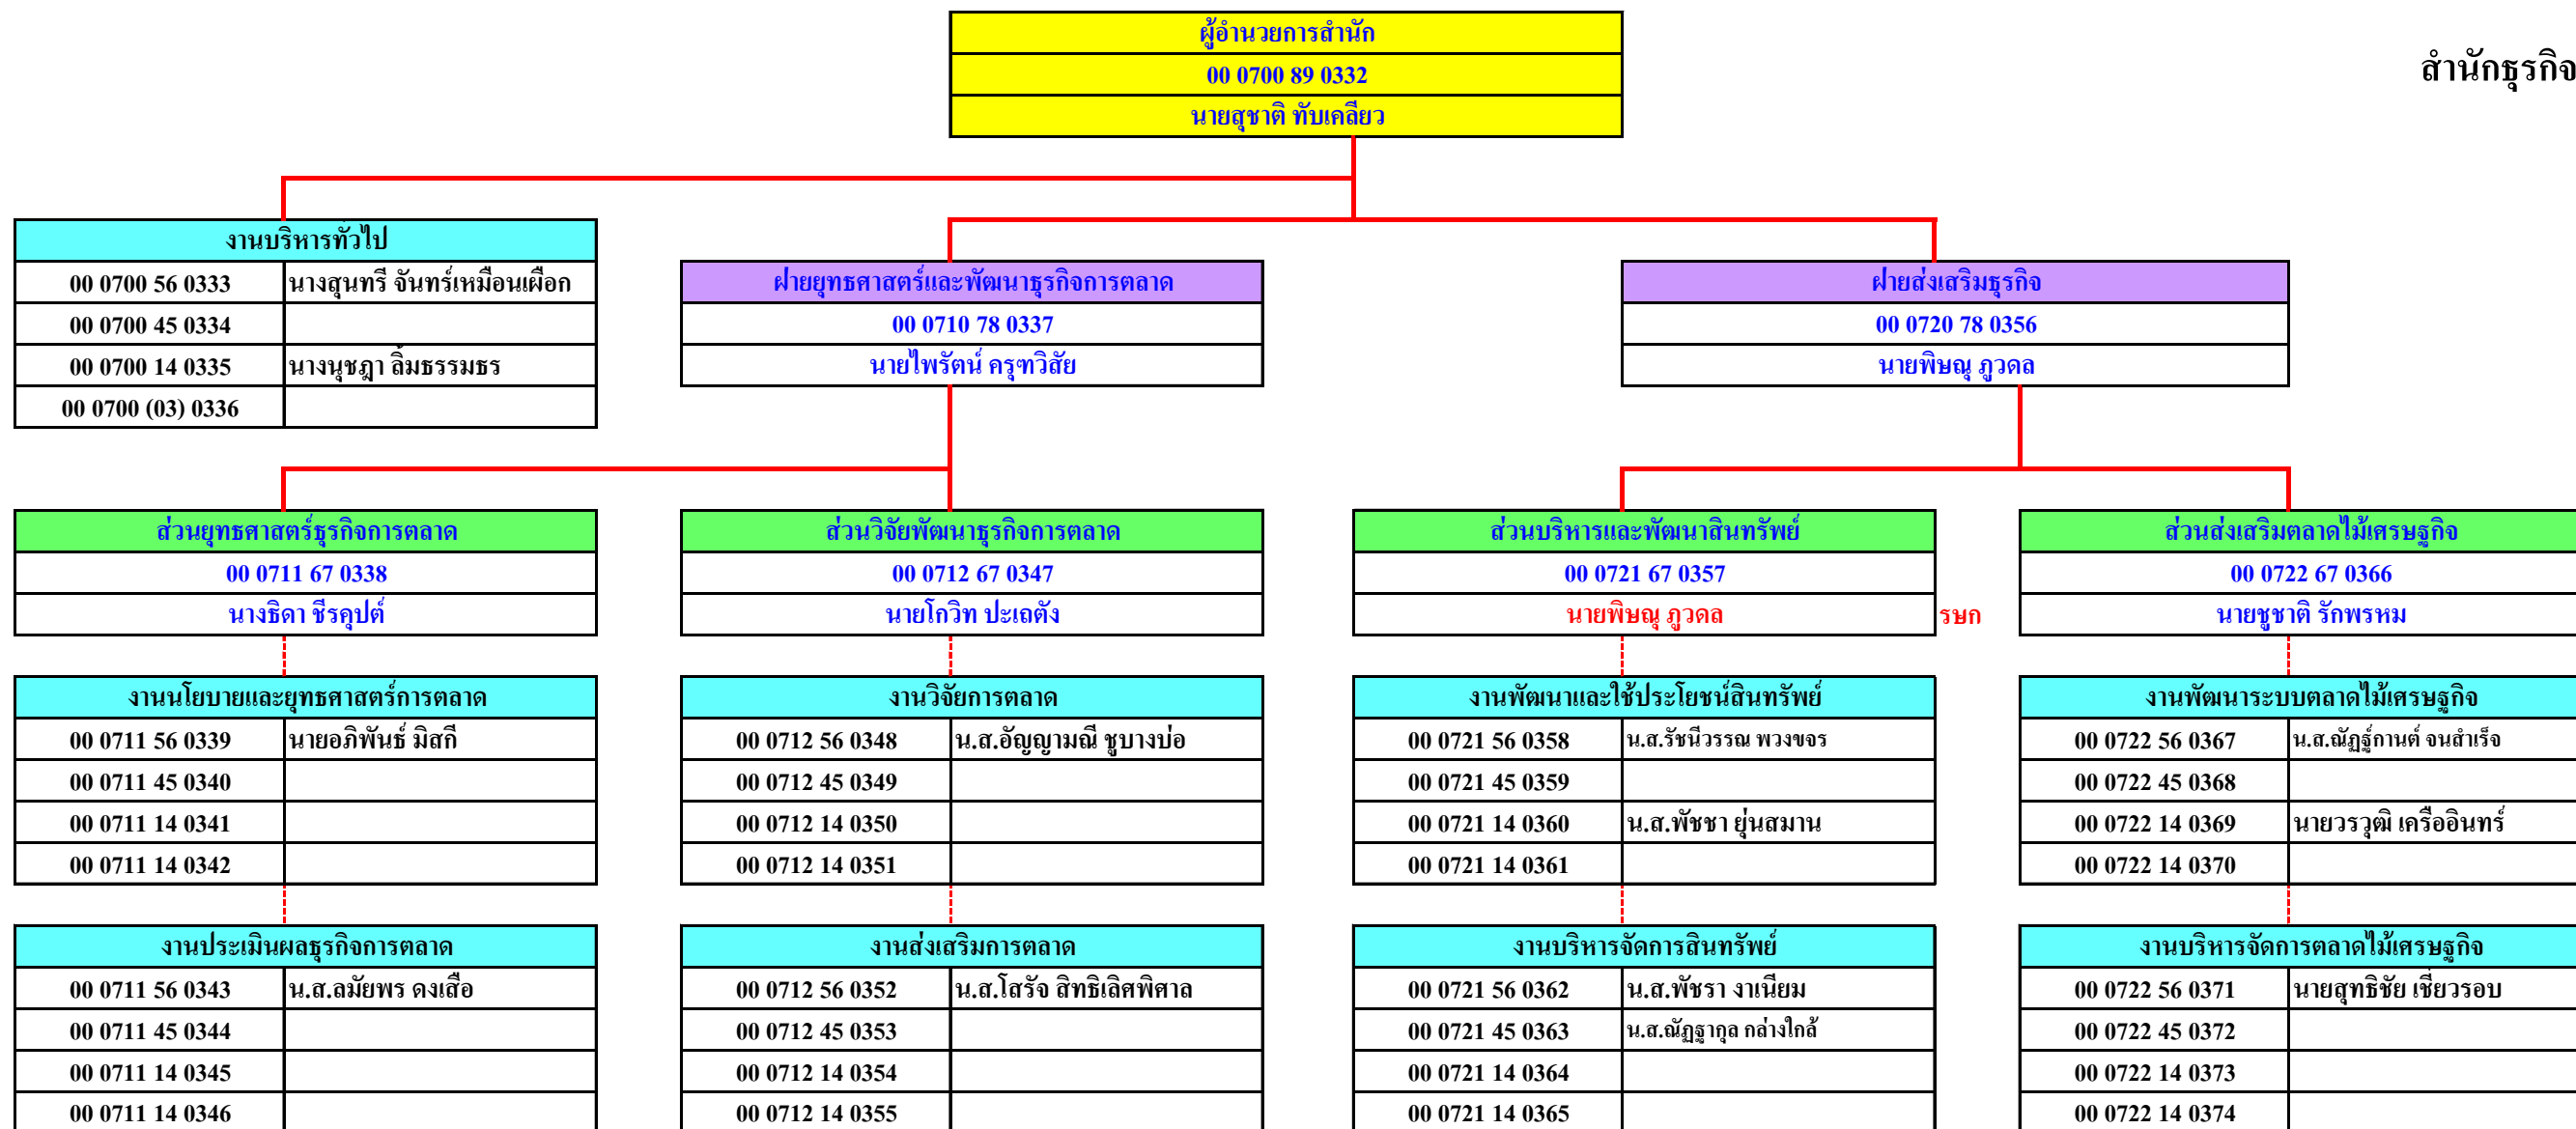 ผู้อำนวยการสำนัก
00 0700 89 0332
นายสุชาติ ทับเคลียว
สำนักธุรกิจ
งานบริหารทั่วไป
00 0700 56 0333 นางสุนทรี จันทร์เหมือนเผือก
00 0700 45 0334
00 0700 14 0335 นางนุชฎา ลิ้มธรรมธร
00 0700 (03) 0336
ฝ่ายยุทธศาสตร์และพัฒนาธุรกิจการตลาด
00 0710 78 0337
นายไพรัตน์ ครุฑวิสัย
ฝ่ายส่งเสริมธุรกิจ
00 0720 78 0356
นายพิษณุ ภูวดล
ส่วนยุทธศาสตร์ธุรกิจการตลาด
00 0711 67 0338
นางธิดา ชีรคุปต์
งานนโยบายและยุทธศาสตร์การตลาด
00 0711 56 0339 นายอภิพันธ์ มิสกี
00 0711 45 0340
00 0711 14 0341
00 0711 14 0342
งานประเมินผลธุรกิจการตลาด
00 0711 56 0343 น.ส.ลมัยพร ดงเสือ
00 0711 45 0344
00 0711 14 0345
00 0711 14 0346
ส่วนวิจัยพัฒนาธุรกิจการตลาด
00 0712 67 0347
นายโกวิท ปะเถตัง
งานวิจัยการตลาด
00 0712 56 0348 น.ส.อัญญามณี ชูบางบ่อ
00 0712 45 0349
00 0712 14 0350
00 0712 14 0351
งานส่งเสริมการตลาด
00 0712 56 0352 น.ส.โสรัจ สิทธิเลิศพิศาล
00 0712 45 0353
00 0712 14 0354
00 0712 14 0355
ส่วนบริหารและพัฒนาสินทรัพย์
00 0721 67 0357
นายพิษณุ ภูวดล รษก
งานพัฒนาและใช้ประโยชน์สินทรัพย์
00 0721 56 0358 น.ส.รัชนีวรรณ พวงขจร
00 0721 45 0359
00 0721 14 0360 น.ส.พัชชา ยุ่นสมาน
00 0721 14 0361
งานบริหารจัดการสินทรัพย์
00 0721 56 0362 น.ส.พัชรา งาเนียม
00 0721 45 0363 น.ส.ณัฏฐากุล กล่างใกล้
00 0721 14 0364
00 0721 14 0365
ส่วนส่งเสริมตลาดไม้เศรษฐกิจ
00 0722 67 0366
นายชูชาติ รักพรหม
งานพัฒนาระบบตลาดไม้เศรษฐกิจ
00 0722 56 0367 น.ส.ณัฏฐ์กานต์ จนสำเร็จ
00 0722 45 0368
00 0722 14 0369 นายวรวุฒิ เครืออินทร์
00 0722 14 0370
งานบริหารจัดการตลาดไม้เศรษฐกิจ
00 0722 56 0371 นายสุทธิชัย เชี่ยวรอบ
00 0722 45 0372
00 0722 14 0373
00 0722 14 0374